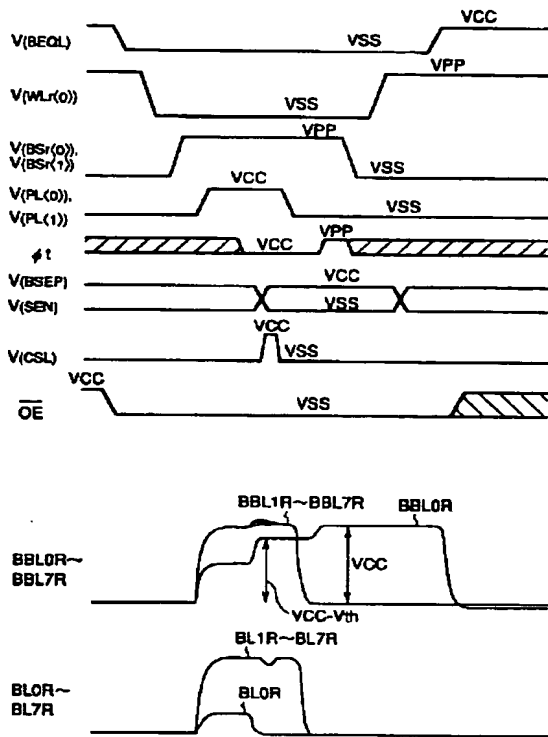 VCC
V(BEQL)
VSS
VPP
V(WLr(0))
VSS
VPP
V(BSr(0)),
V(BSr(1))
VSS
VCC
V(PL(0)),
V(PL(1))
VSS
VPP
φt
VCC
V(BSEP)
VCC
V(SEN)
VSS
VCC
V(CSL)
VSS
VCC
OE
VSS
BBL1R~BBL7R
BBL0R
BBL0R~
BBL7R
VCC
VCC-Vth
BL1R~BL7R
BL0R~
BL7R
BL0R